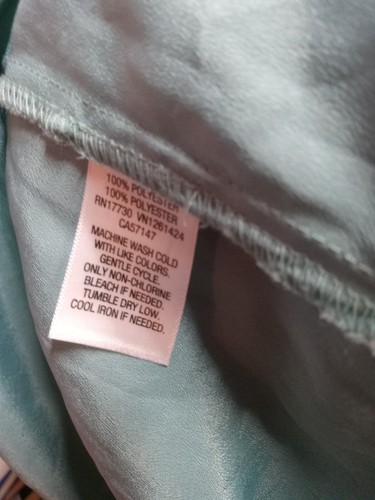 100% POLYESTER
100% POLYESTER
RN17730 VN1261424
CA57147
MACHINE WASH COLD
WITH LIKE COLORS.
GENTLE CYCLE.
ONLY NON-CHLORINE
BLEACH IF NEEDED.
TUMBLE DRY LOW.
COOL IRON IF NEEDED.